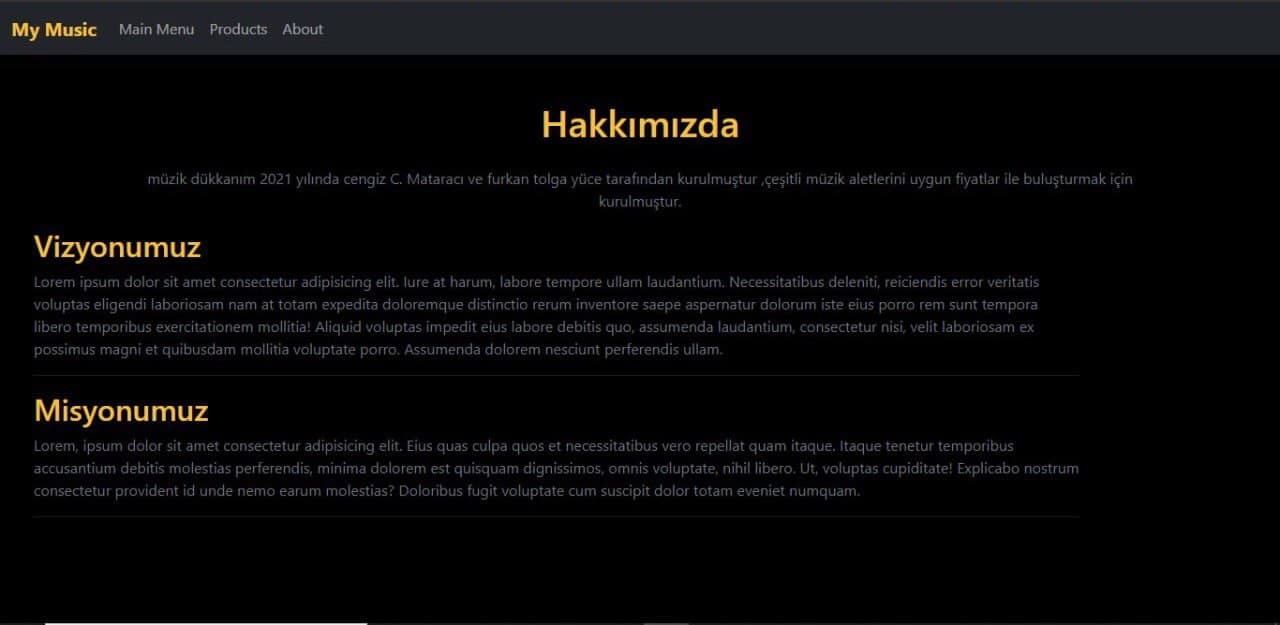 My Music Main Menu Products About
Hakkımızda
müzik dükkanım 2021 yılında cengiz C. Mataracı ve furkan tolga yüce tarafından kurulmuştur ,çeşitli müzik aletlerini uygun fiyatlar ile buluşturmak için
kurulmuştur.
Vizyonumuz
Lorem ipsum dolor sit amet consectetur adipisicing elit. Iure at harum, labore tempore ullam laudantium. Necessitatibus deleniti, reiciendis error veritatis
voluptas eligendi laboriosam nam at totam expedita doloremque distinctio rerum inventore saepe aspernatur dolorum iste eius porro rem sunt tempora
libero temporibus exercitationem mollitia! Aliquid voluptas impedit eius labore debitis quo, assumenda laudantium, consectetur nisi, velit laboriosam ex
possimus magni et quibusdam mollitia voluptate porro. Assumenda dolorem nesciunt perferendis ullam.
Misyonumuz
Lorem, ipsum dolor sit amet consectetur adipisicing elit. Eius quas culpa quos et necessitatibus vero repellat quam itaque. Itaque tenetur temporibus
accusantium debitis molestias perferendis, minima dolorem est quisquam dignissimos, omnis voluptate, nihil libero. Ut, voluptas cupiditate! Explicabo nostrum
consectetur provident id unde nemo earum molestias? Doloribus fugit voluptate cum suscipit dolor totam eveniet numquam.